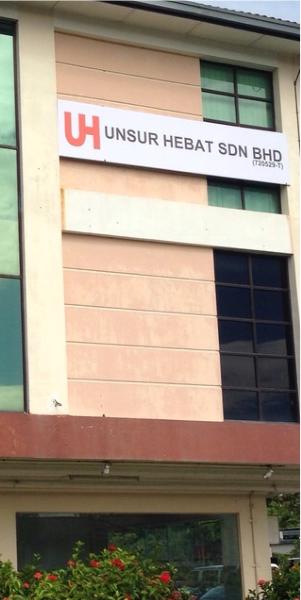 UH UNSUR HEBAT SDN BHD
(720529-T)